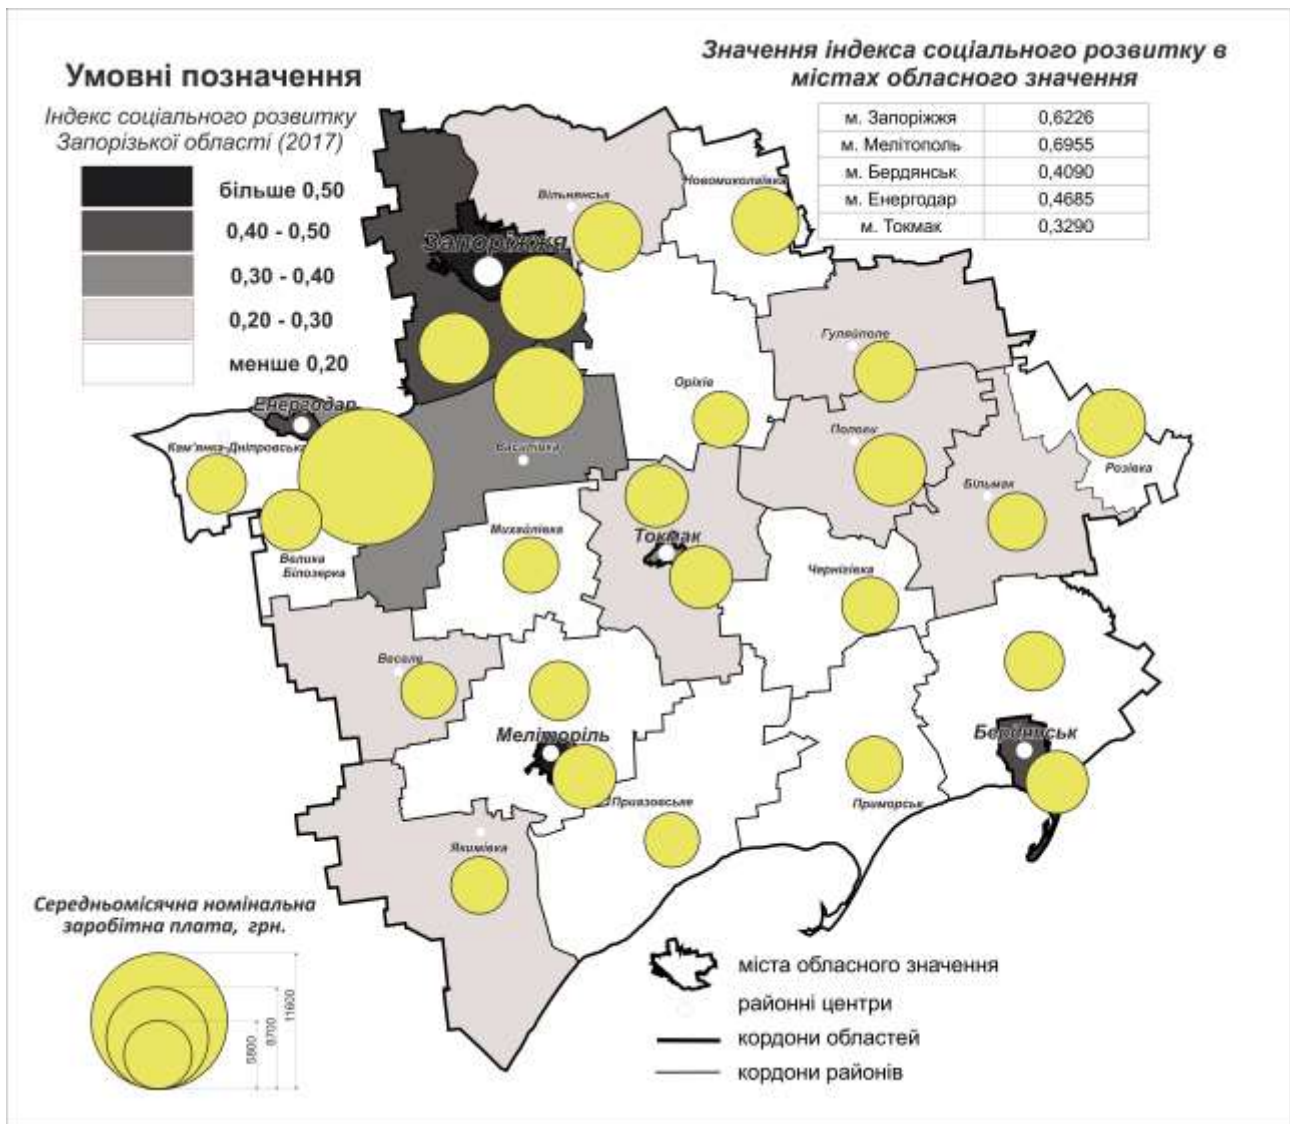 Значення індекса соціального розвитку в
містах обласного значення
м. Запоріжжя 0,6226
м. Мелітополь 0,6955
м. Бердянськ 0,4090
м. Енергодар 0,4685
м. Токмак 0,3290
Умовні позначення
Індекс соціального розвитку
Запорізької області (2017)
більше 0,50
0,40 - 0,50
0,30 - 0,40
0,20 - 0,30
менше 0,20
Новомиколаївка
Вільнянськ
Запоріжжя
Гуляйполе
Оріхів
Енергодар
Пологи
Кам'янка-Дніпровська
Василівка
Розівка
Більмак
Михайлівка
Токмак
Велика
Білозерка
Чернігівка
Веселе
Меліторіль
Бердянськ
Приазовське
Приморськ
Якимівка
Середньомісячна номінальна
заробітна плата, грн.
5800
8700
11600
міста обласного значення
районні центри
кордони областей
кордони районів